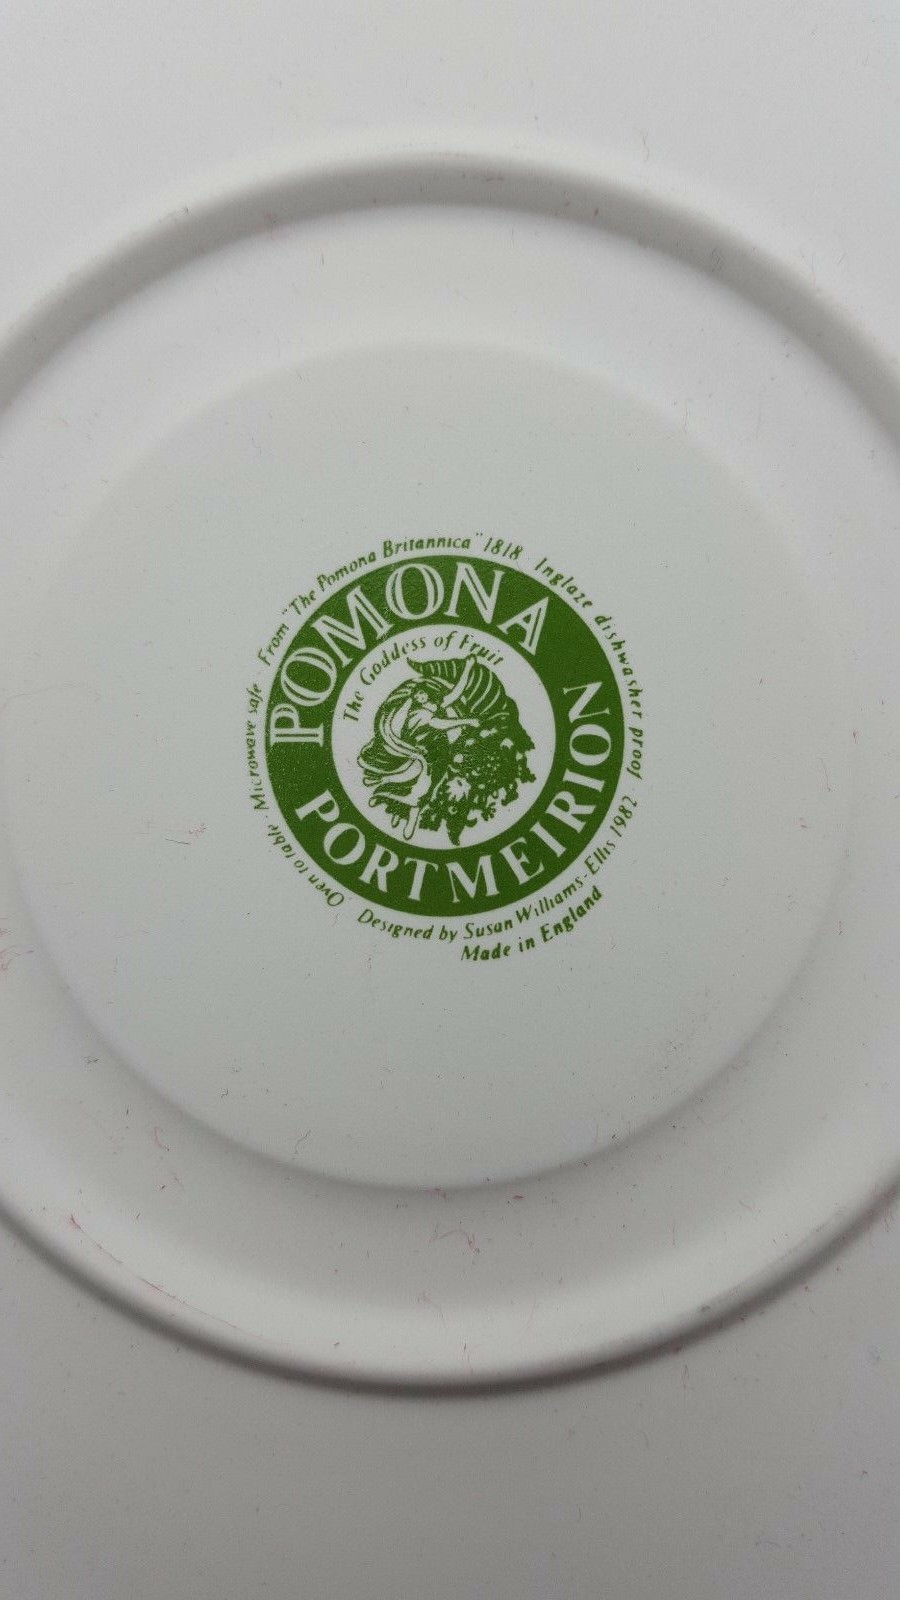 POMONA
The Goddess of Fruit
PORTMEIRION
From "The Pomona Britannica" 1818 · Inglaze dishwasher proof
Designed by Susan Williams-Ellis 1982
Oven to table · Microwave safe ·
Made in England